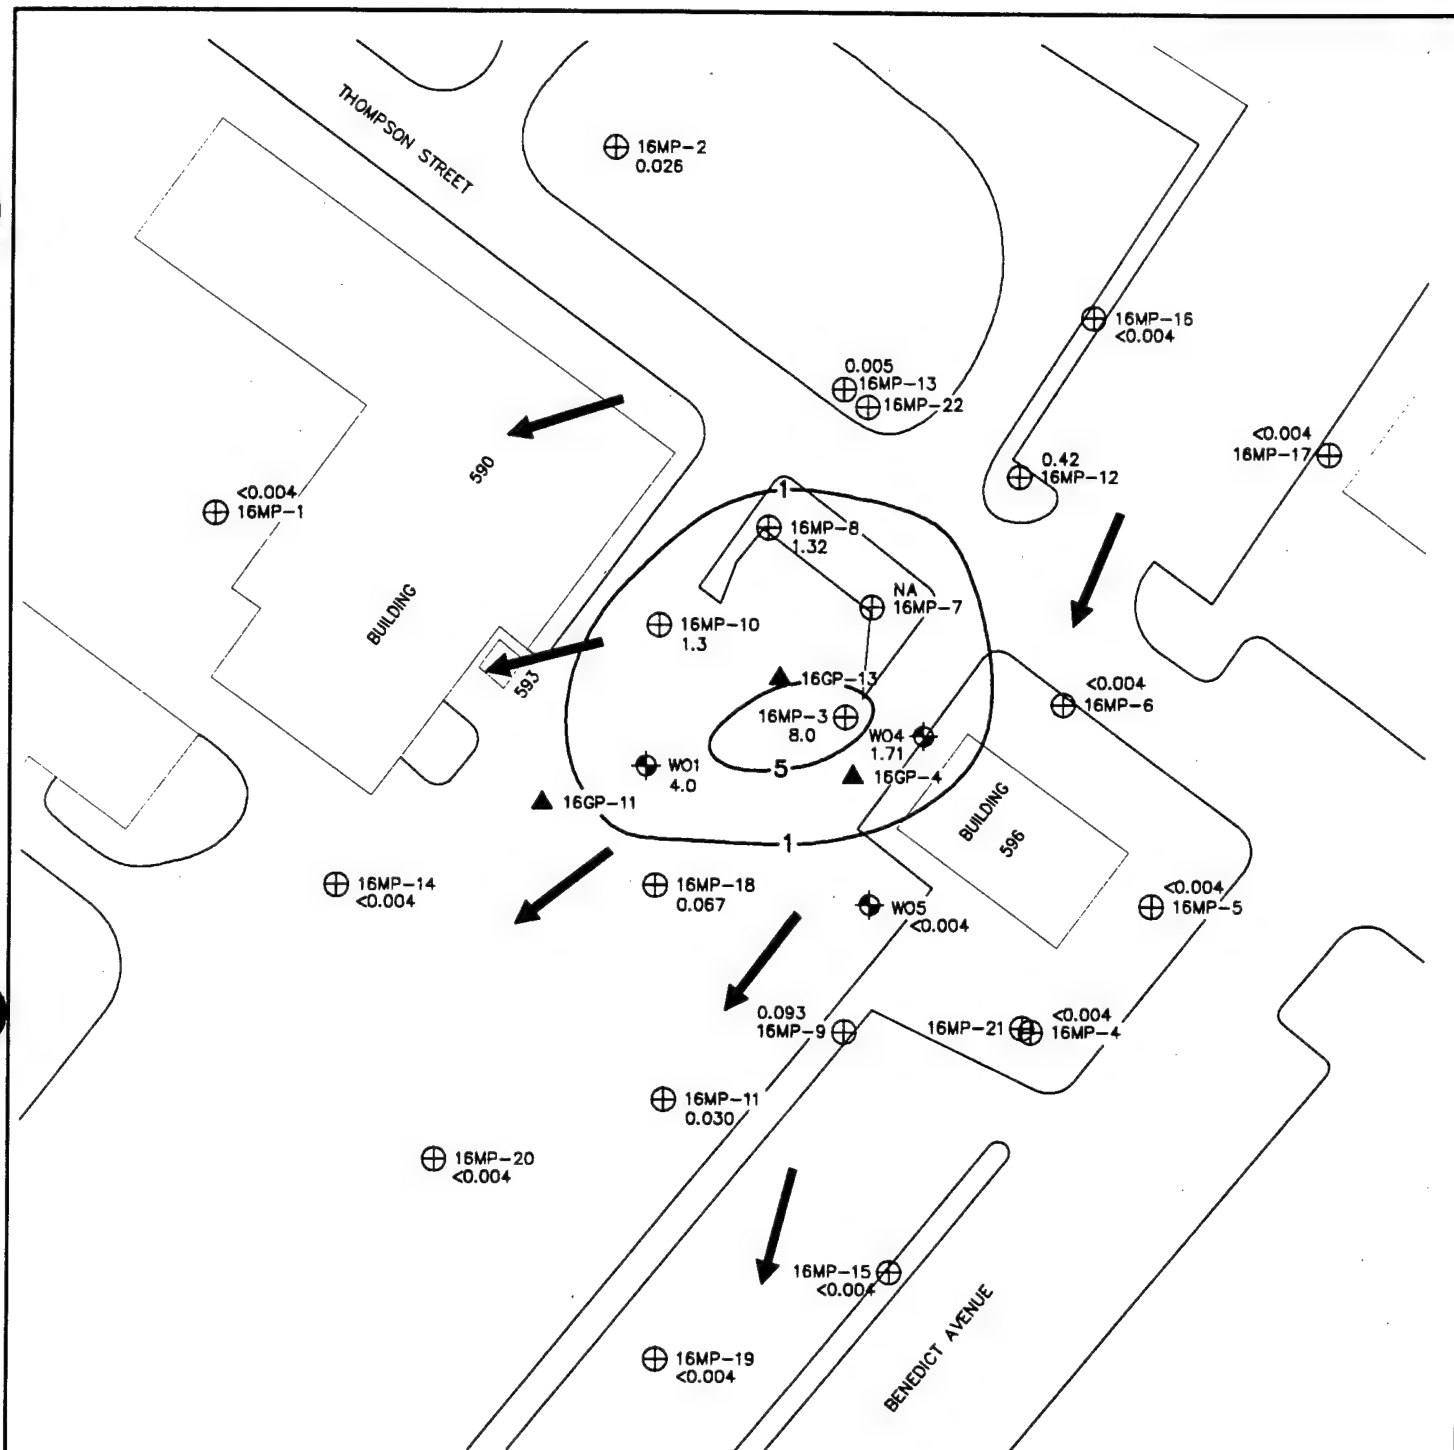 THOMPSON STREET
16MP-2
0.026
16MP-16
<0.004
0.005
16MP-13
16MP-22
<0.004
16MP-17
0.42
16MP-12
590
<0.004
16MP-1
1
16MP-8
1.32
NA
16MP-7
BUILDING
16MP-10
1.3
593
16GP-13
<0.004
16MP-6
16MP-3
8.0
WO4
1.71
5
WO1
4.0
16GP-4
16GP-11
BUILDING
596
1
16MP-14
<0.004
16MP-18
0.067
WO5
<0.004
<0.004
16MP-5
0.093
16MP-9
16MP-21
<0.004
16MP-4
16MP-11
0.030
16MP-20
<0.004
16MP-15
<0.004
BENEDICT AVENUE
16MP-19
<0.004